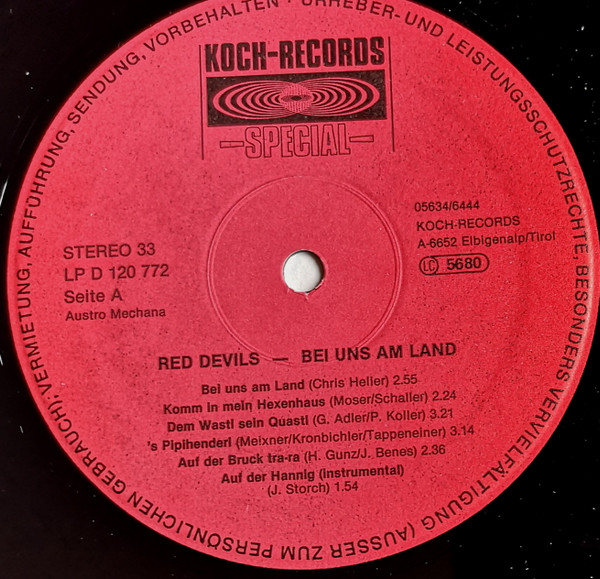 SENDUNG, VORBEHALTEN · URHEBER- UND LEISTUNGSSCHUTZRECHTE, BESONDERS VERVIELFÄLTIGUNG (AUSSER ZUM PERSÖNLICHEN GEBRAUCH); VERMIETUNG, AUFFÜHRUNG,
KOCH-RECORDS
—SPECIAL—
05634/6444
KOCH-RECORDS
A-6652 Elbigenalp/Tirol
LC 5680
STEREO 33
LP D 120 772
Seite A
Austro Mechana
RED DEVILS — BEI UNS AM LAND
Bei uns am Land (Chris Heller) 2.55
Komm in mein Hexenhaus (Moser/Schaller) 2.24
Dem Wastl sein Quastl (G. Adler/P. Koller) 3.21
's Pipihenderl (Meixner/Kronbichler/Tappeneiner) 3.14
Auf der Bruck tra-ra (H. Gunz/J. Benes) 2.36
Auf der Hannig (instrumental)
(J. Storch) 1.54